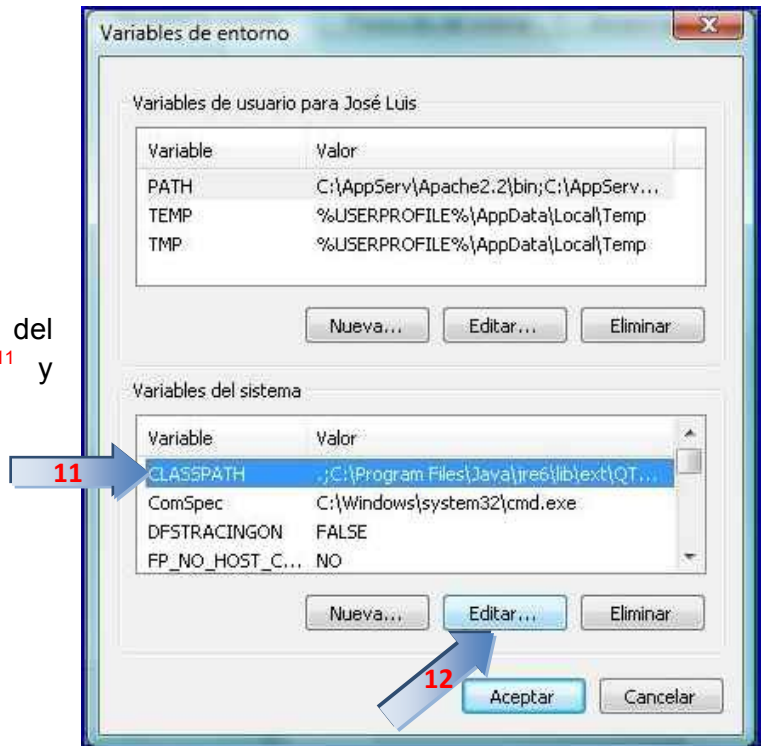 Variables de entorno
Variables de usuario para José Luis
Variable Valor
PATH C:\AppServ\Apache2.2\bin;C:\AppServ...
TEMP %USERPROFILE%\AppData\Local\Temp
TMP %USERPROFILE%\AppData\Local\Temp
Nueva... Editar... Eliminar
del
11 y
Variables del sistema
Variable Valor
11
CLASSPATH .;C:\Program Files\Java\jre6\lib\ext\QT...
ComSpec C:\Windows\system32\cmd.exe
DFSTRACINGON FALSE
FP_NO_HOST_C... NO
Nueva... Editar... Eliminar
12
Aceptar Cancelar